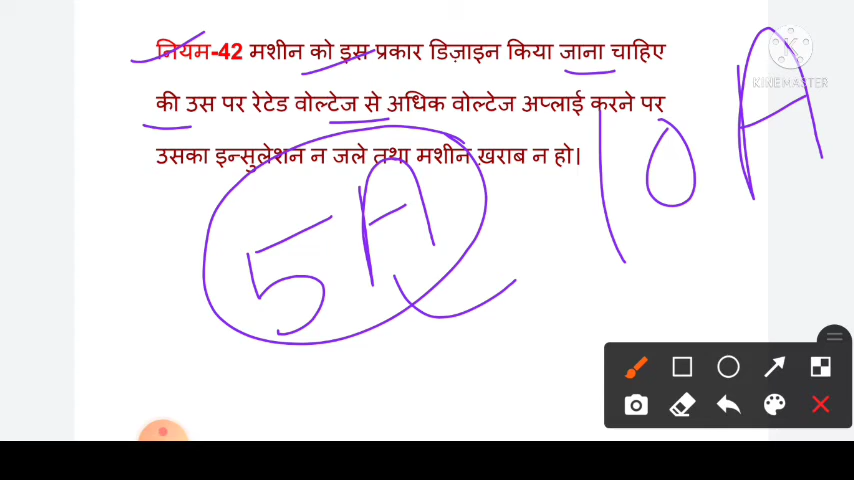 नियम-42 मशीन को इस प्रकार डिज़ाइन किया जाना चाहिए
की उस पर रेटेड वोल्टेज से अधिक वोल्टेज अप्लाई करने पर
उसका इन्सुलेशन न जले तथा मशीन ख़राब न हो।
5A
10A
K
KINEMASTER